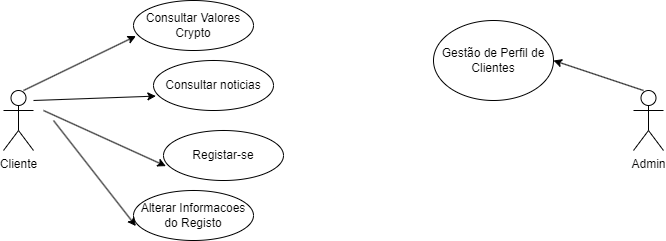 Consultar Valores
Crypto
Consultar noticias
Registar-se
Alterar Informacoes
do Registo
Cliente
Gestão de Perfil de
Clientes
Admin